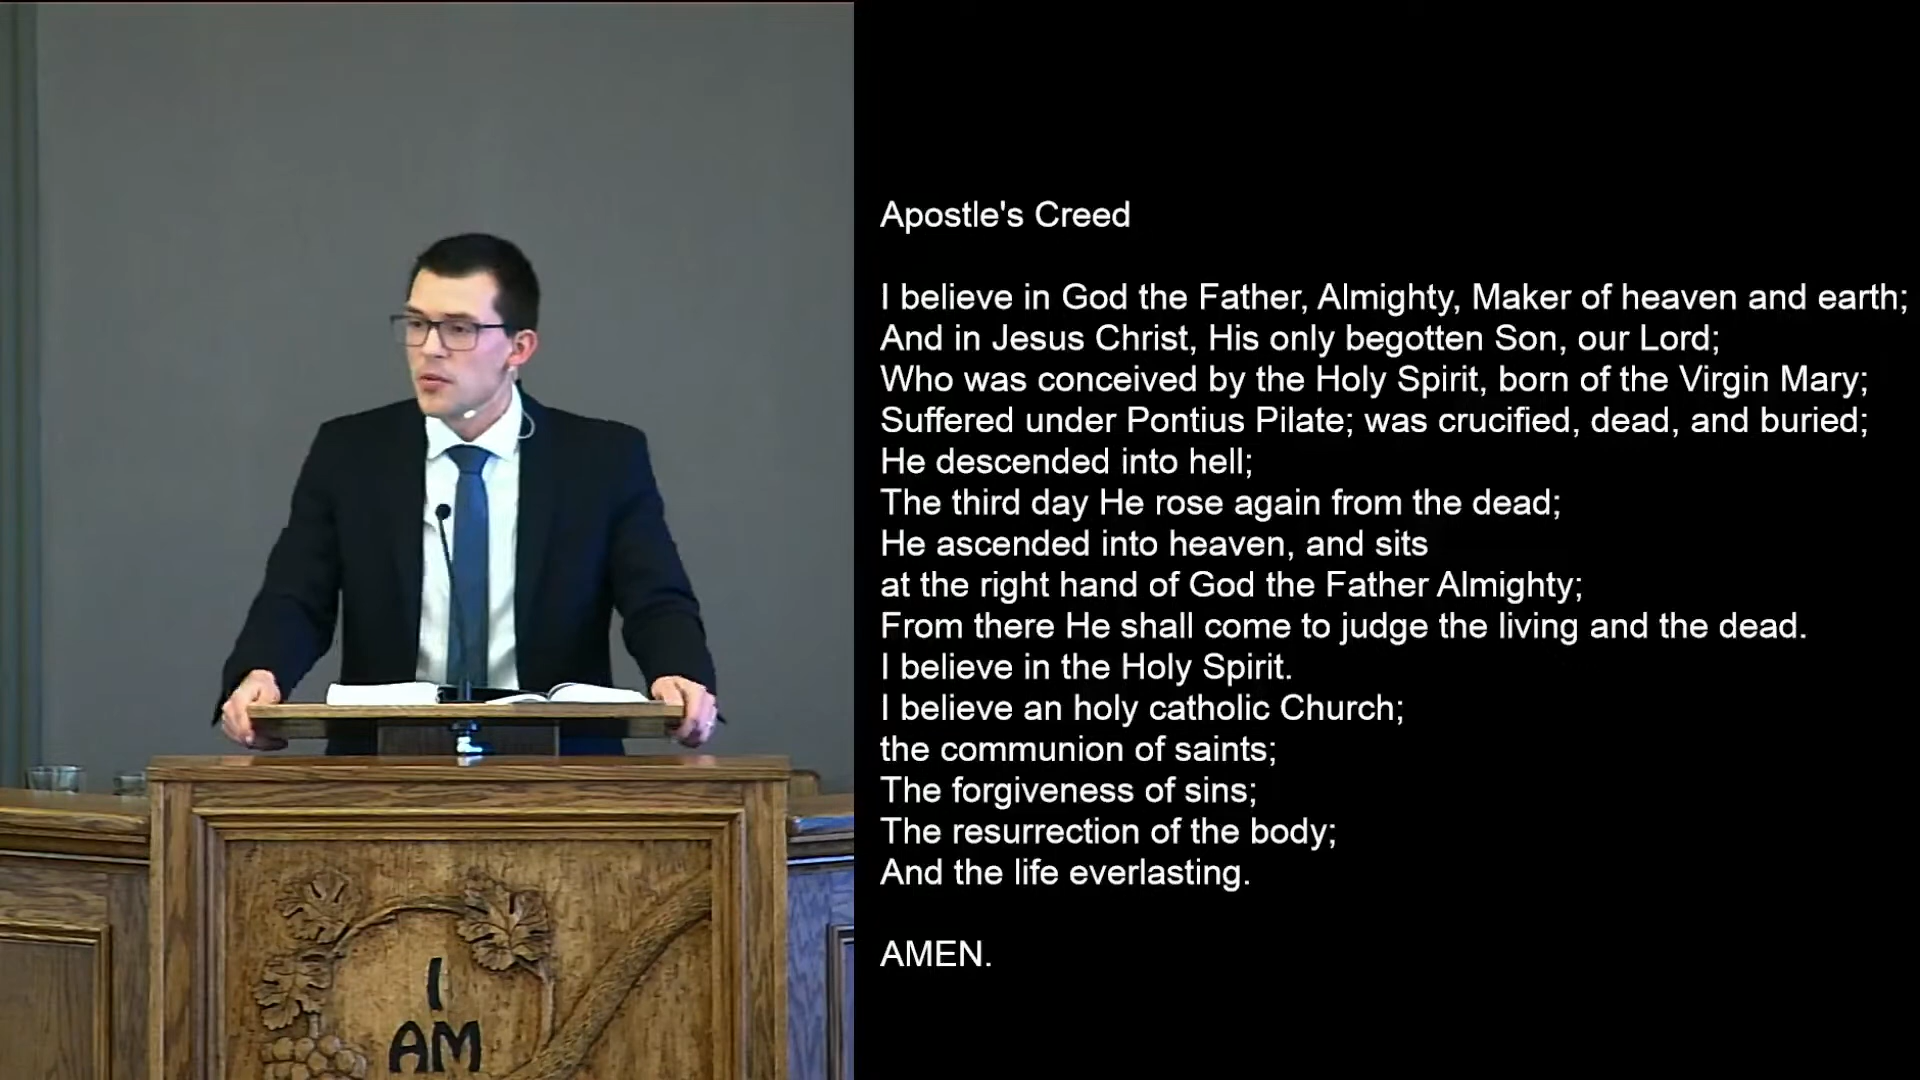 Apostle's Creed
I believe in God the Father, Almighty, Maker of heaven and earth;
And in Jesus Christ, His only begotten Son, our Lord;
Who was conceived by the Holy Spirit, born of the Virgin Mary;
Suffered under Pontius Pilate; was crucified, dead, and buried;
He descended into hell;
The third day He rose again from the dead;
He ascended into heaven, and sits
at the right hand of God the Father Almighty;
From there He shall come to judge the living and the dead.
I believe in the Holy Spirit.
I believe an holy catholic Church;
the communion of saints;
The forgiveness of sins;
The resurrection of the body;
And the life everlasting.
AMEN.
I
AM